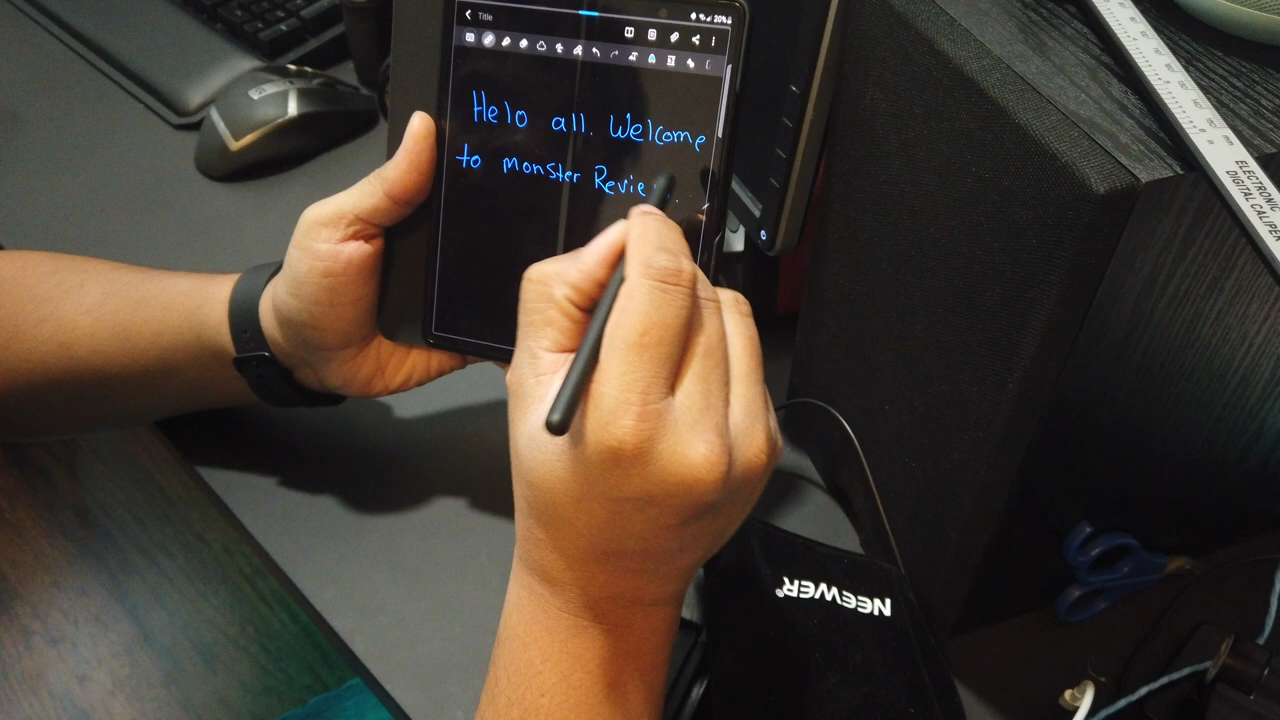 Title
20%
Helo all. Welcome
to monster Revie
ELECTRONIC
DIGITAL CALIPER
NEEWER®